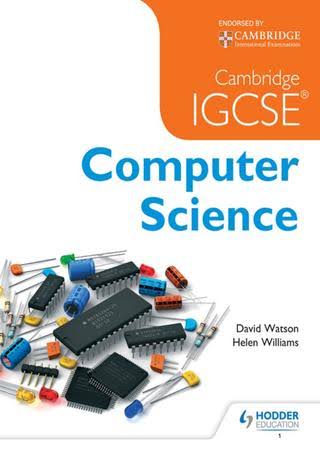 ENDORSED BY
CAMBRIDGE
International Examinations
Cambridge
IGCSE®
Computer
Science
David Watson
Helen Williams
HODDER
EDUCATION
1